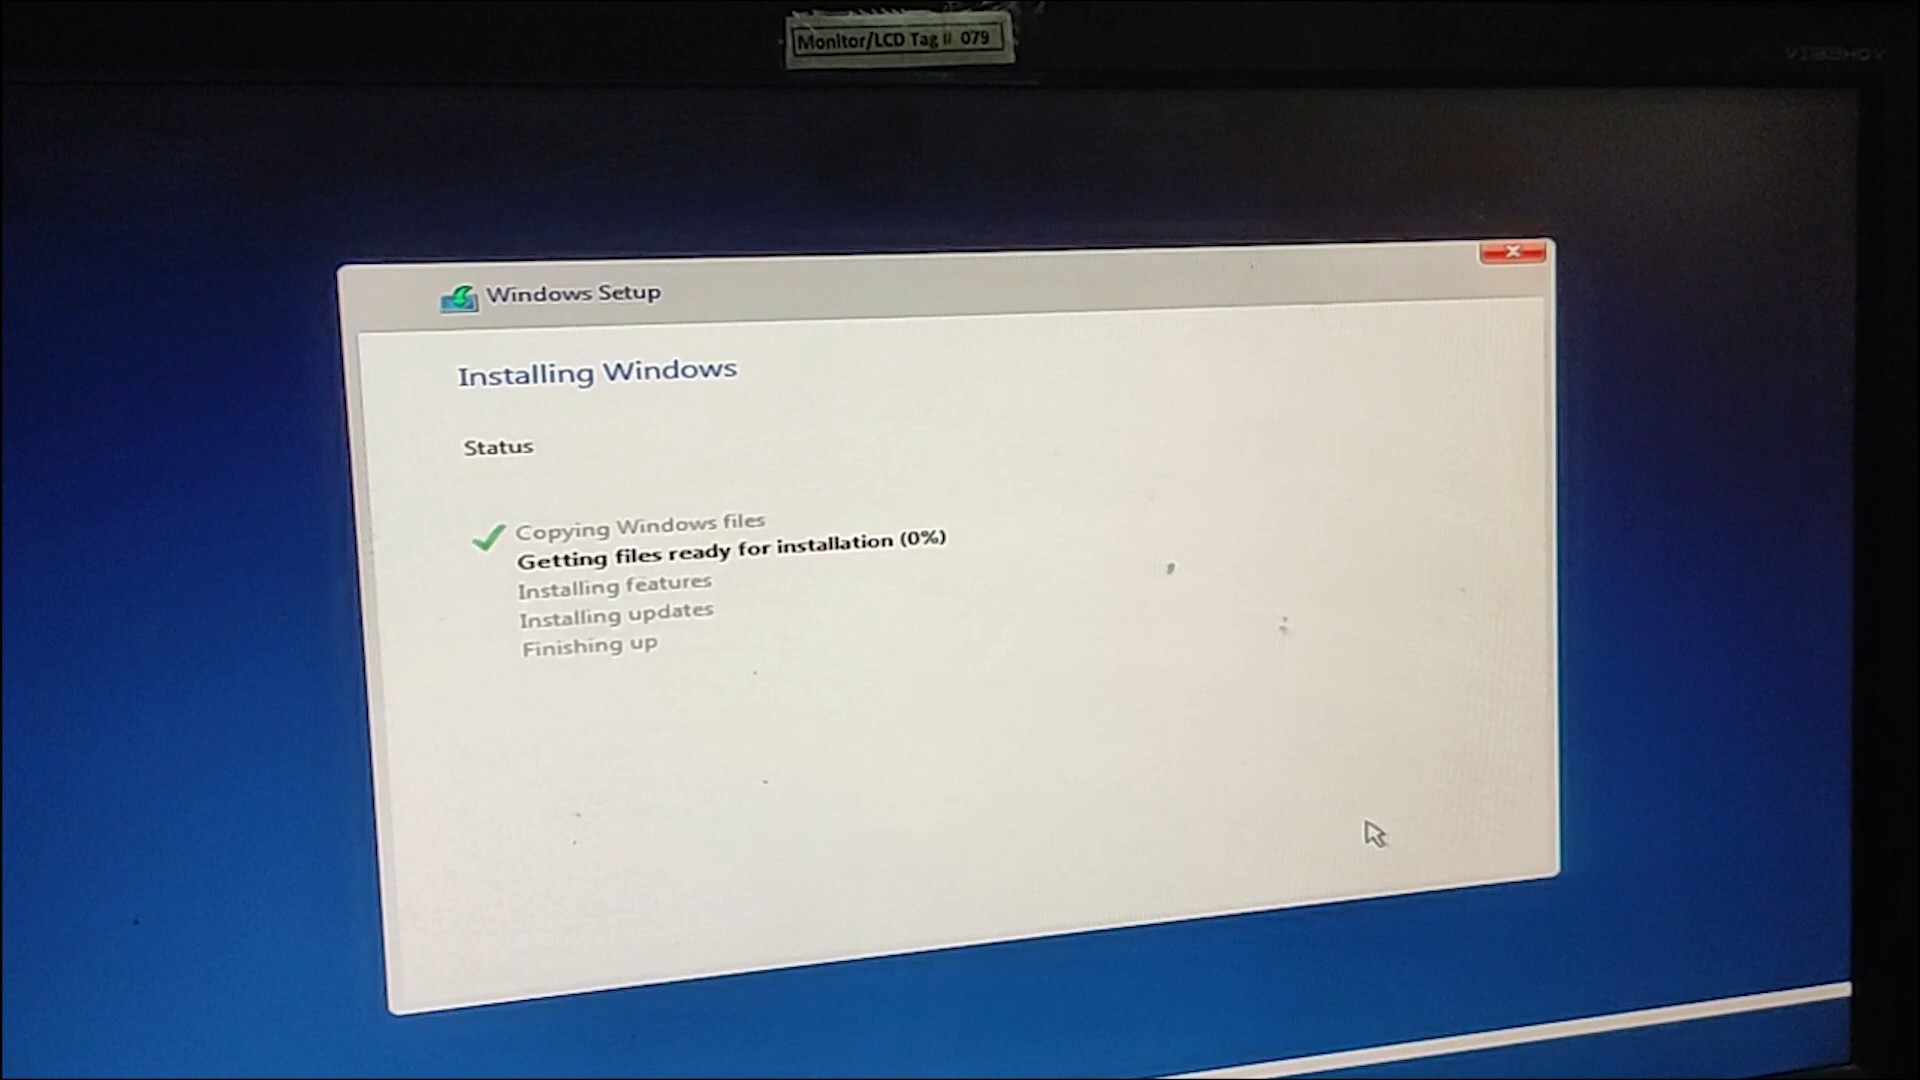 Monitor/LCD Tag # 079
Windows Setup
Installing Windows
Status
Copying Windows files
Getting files ready for installation (0%)
Installing features
Installing updates
Finishing up